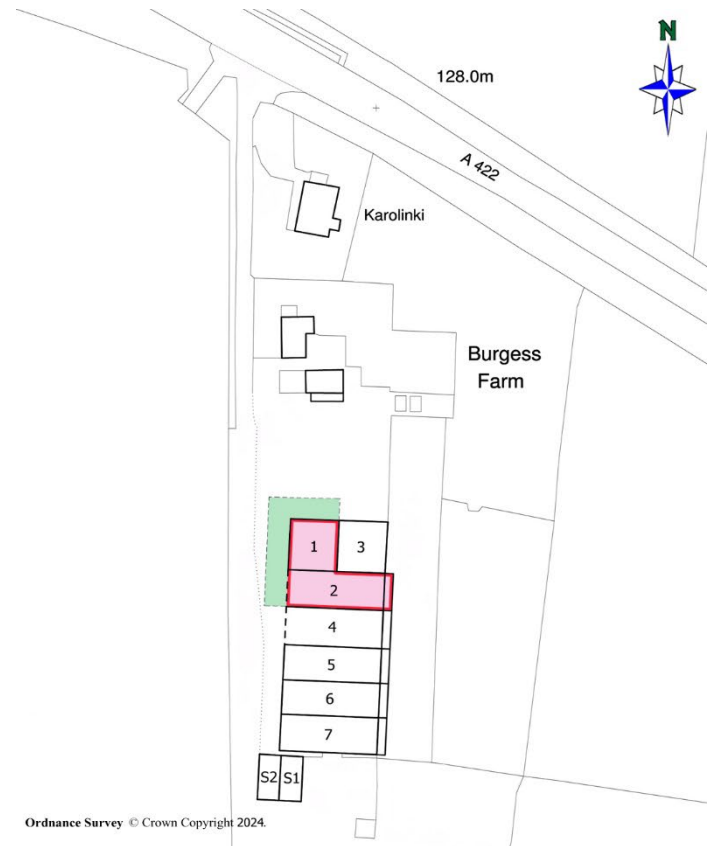 N
128.0m
A 422
Karolinki
Burgess
Farm
1
3
2
4
5
6
7
S2 S1
Ordnance Survey © Crown Copyright 2024.